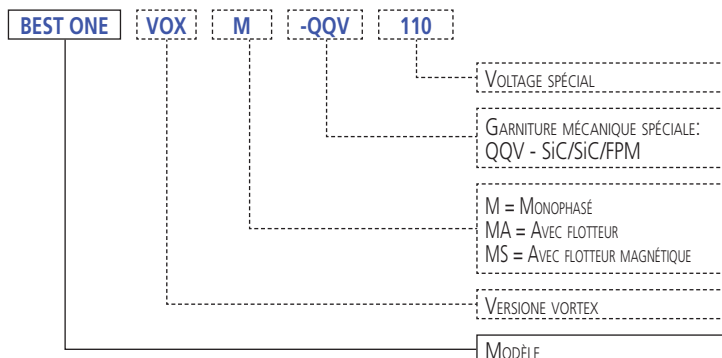 BEST ONE VOX M -QQV 110
VOLTAGE SPÉCIAL
GARNITURE MÉCANIQUE SPÉCIALE:
QQV - SiC/SiC/FPM
M = MONOPHASÉ
MA = AVEC FLOTTEUR
MS = AVEC FLOTTEUR MAGNÉTIQUE
VERSIONE VORTEX
MODÈLE